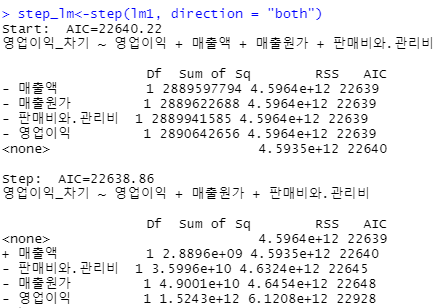 > step_lm<-step(lm1, direction = "both")
Start:  AIC=22640.22
영업이익_차기 ~ 영업이익 + 매출액 + 매출원가 + 판매비와.관리비
Df  Sum of Sq        RSS   AIC
- 매출액            1 2889597794 4.5964e+12 22639
- 매출원가          1 2889622688 4.5964e+12 22639
- 판매비와.관리비   1 2889941585 4.5964e+12 22639
- 영업이익          1 2890642656 4.5964e+12 22639
<none>                           4.5935e+12 22640
Step:  AIC=22638.86
영업이익_차기 ~ 영업이익 + 매출원가 + 판매비와.관리비
Df  Sum of Sq        RSS   AIC
<none>                           4.5964e+12 22639
+ 매출액            1 2.8896e+09 4.5935e+12 22640
- 판매비와.관리비   1 3.5996e+10 4.6324e+12 22645
- 매출원가          1 4.9001e+10 4.6454e+12 22648
- 영업이익          1 1.5243e+12 6.1208e+12 22928